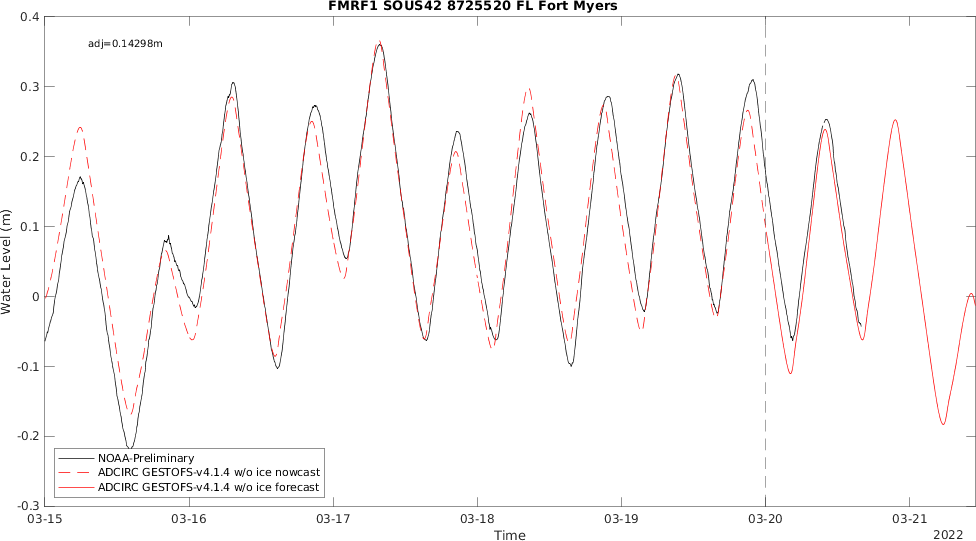 FMRF1 SOUS42 8725520 FL Fort Myers
0.4
adj=0.14298m
0.3
0.2
0.1
0
-0.1
-0.2
-0.3
Water Level (m)
NOAA-Preliminary
ADCIRC GESTOFS-v4.1.4 w/o ice nowcast
ADCIRC GESTOFS-v4.1.4 w/o ice forecast
03-15 03-16 03-17 03-18 03-19 03-20 03-21
Time
2022